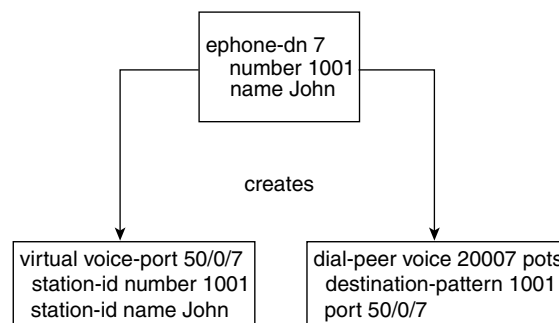 ephone-dn 7
number 1001
name John
creates
virtual voice-port 50/0/7
station-id number 1001
station-id name John
dial-peer voice 20007 pots
destination-pattern 1001
port 50/0/7